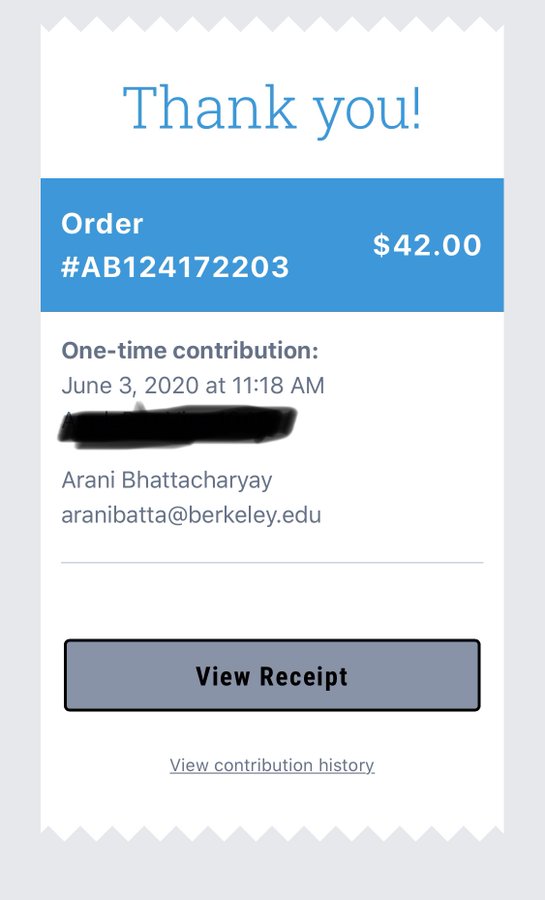 Thank you!
Order
#AB124172203
$42.00
One-time contribution:
June 3, 2020 at 11:18 AM
Arani Bhattacharyay
aranibatta@berkeley.edu
View Receipt
View contribution history